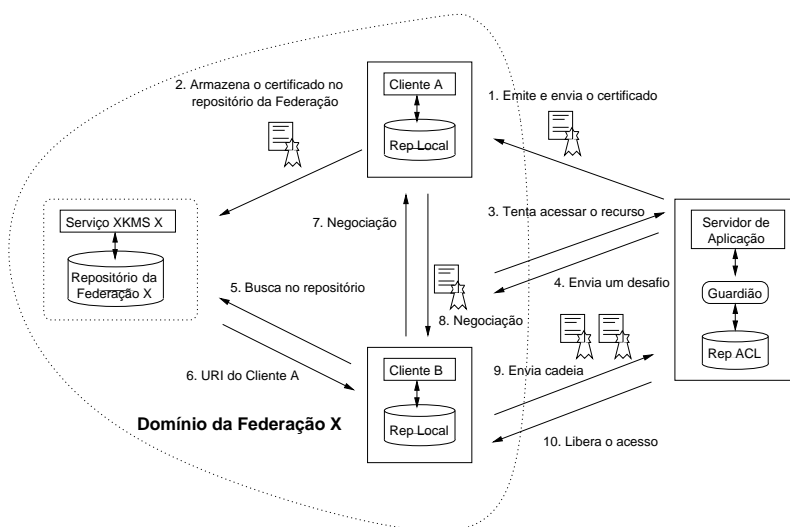 2. Armazena o certificado no
repositório da Federação
Cliente A
Rep Local
1. Emite e envia o certificado
Serviço XKMS X
Repositório da
Federação X
7. Negociação
3. Tenta acessar o recurso
Servidor de
Aplicação
Guardião
Rep ACL
5. Busca no repositório
4. Envia um desafio
8. Negociação
6. URI do Cliente A
Cliente B
Rep Local
9. Envia cadeia
Domínio da Federação X
10. Libera o acesso